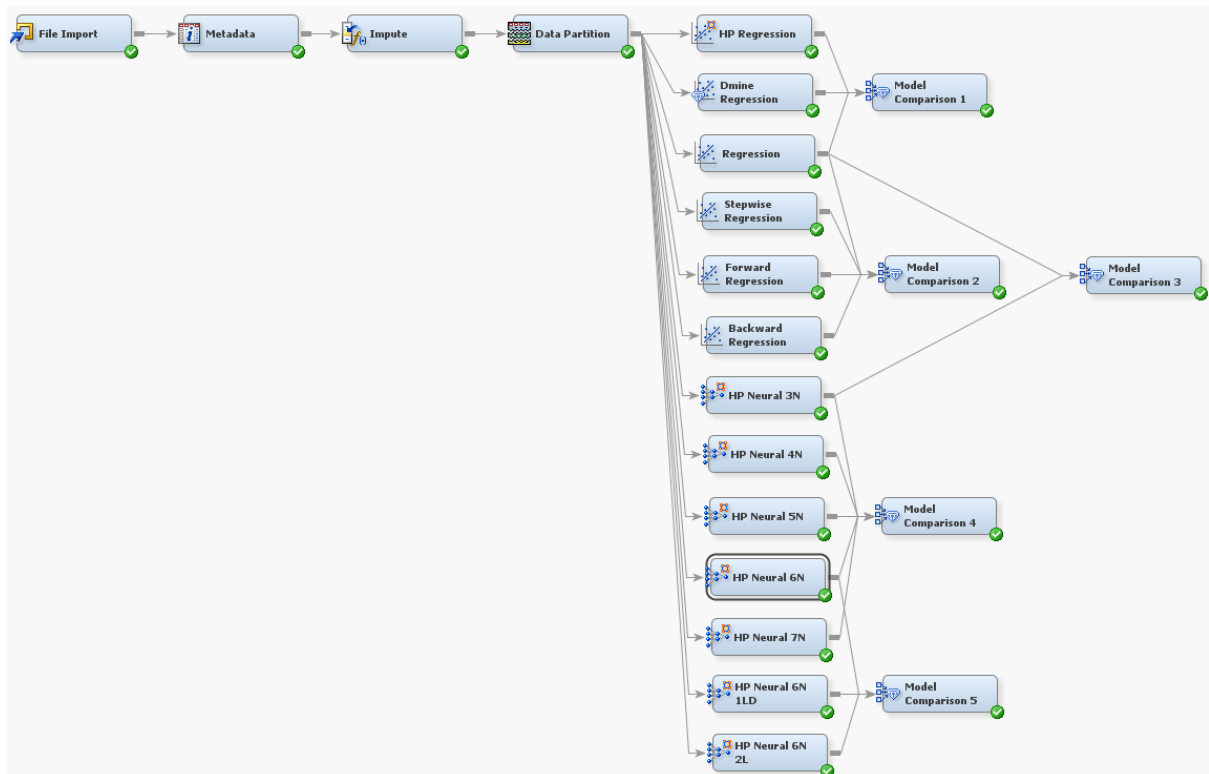 File Import
Metadata
Impute
Data Partition
HP Regression
Dmine
Regression
Model
Comparison 1
Regression
Stepwise
Regression
Forward
Regression
Model
Comparison 2
Model
Comparison 3
Backward
Regression
HP Neural 3N
HP Neural 4N
HP Neural 5N
Model
Comparison 4
HP Neural 6N
HP Neural 7N
HP Neural 6N
1LD
Model
Comparison 5
HP Neural 6N
2L